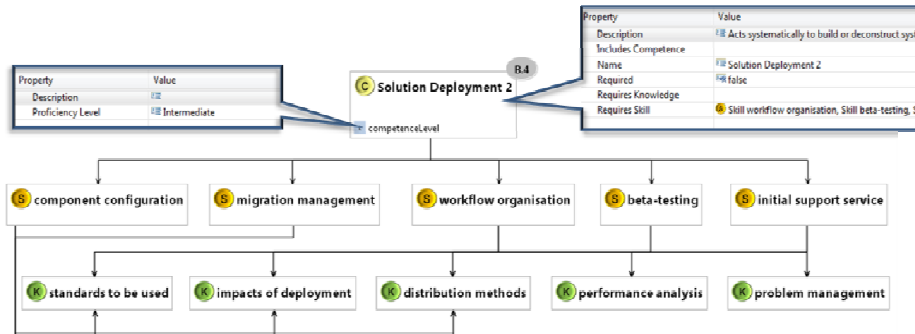 Property Value
Description Acts systematically to build or deconstruct syst
Includes Competence
Name Solution Deployment 2
Required false
Requires Knowledge
Requires Skill Skill workflow organisation, Skill beta-testing, S
B.4
Property Value
Description
Proficiency Level Intermediate
C Solution Deployment 2
competenceLevel
S component configuration
S migration management
S workflow organisation
S beta-testing
S initial support service
K standards to be used
K impacts of deployment
K distribution methods
K performance analysis
K problem management